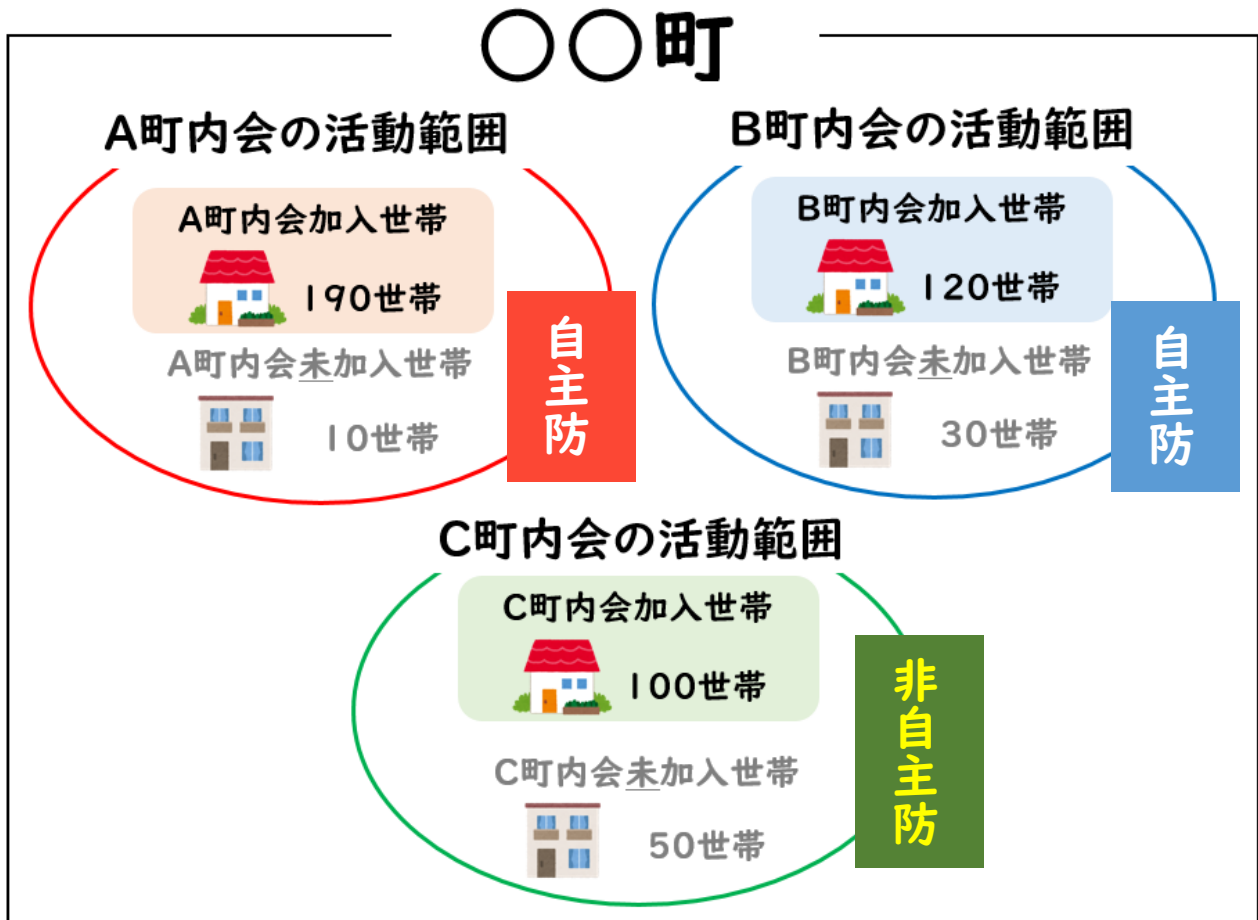 ○○町
A町内会の活動範囲
A町内会加入世帯
190世帯
A町内会未加入世帯
10世帯
自主防
B町内会の活動範囲
B町内会加入世帯
120世帯
B町内会未加入世帯
30世帯
自主防
C町内会の活動範囲
C町内会加入世帯
100世帯
C町内会未加入世帯
50世帯
非自主防